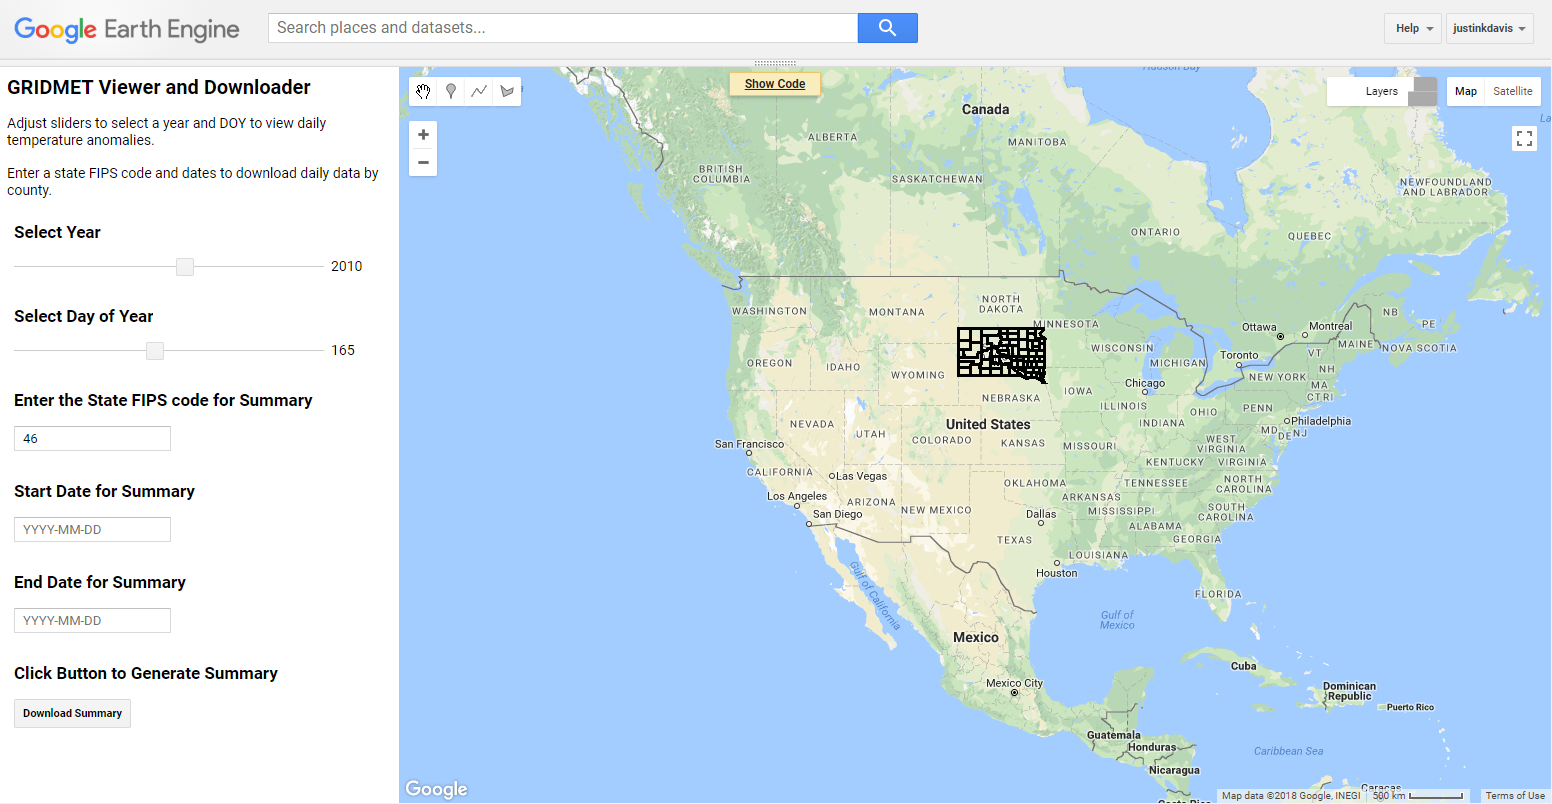 Google Earth Engine
Search places and datasets...
Help
justinkdavis
GRIDMET Viewer and Downloader
Adjust sliders to select a year and DOY to view daily
temperature anomalies.
Enter a state FIPS code and dates to download daily data by
county.
Select Year
2010
Select Day of Year
165
Enter the State FIPS code for Summary
46
Start Date for Summary
YYYY-MM-DD
End Date for Summary
YYYY-MM-DD
Click Button to Generate Summary
Download Summary
Show Code
Layers
Map
Satellite
+
−
Hudson Bay
Canada
ALBERTA
MANITOBA
BRITISH
COLUMBIA
SASKATCHEWAN
NEWFOUNDLAND
AND LABRADOR
ONTARIO
QUEBEC
WASHINGTON
MONTANA
NORTH
DAKOTA
MINNESOTA
Ottawa
Montreal
NB
PE
OREGON
IDAHO
WYOMING
WISCONSIN
MICHIGAN
Toronto
VT
MAINE
NOVA SCOTIA
NH
NEW YORK
MA
CT RI
Chicago
IOWA
NEBRASKA
ILLINOIS
INDIANA
OHIO
PENN
Philadelphia
MD
DE
NJ
NEVADA
UTAH
COLORADO
United States
KANSAS
MISSOURI
WEST
VIRGINIA
KENTUCKY
VIRGINIA
San Francisco
CALIFORNIA
Las Vegas
Los Angeles
ARIZONA
NEW MEXICO
San Diego
OKLAHOMA
ARKANSAS
TENNESSEE
NORTH
CAROLINA
SOUTH
CAROLINA
Dallas
MISSISSIPPI
ALABAMA
GEORGIA
TEXAS
LOUISIANA
Houston
FLORIDA
Gulf of California
Gulf of
Mexico
Mexico
Mexico City
Cuba
Dominican
Republic
Puerto Rico
Guatemala
Honduras
Nicaragua
Caribbean Sea
Caracas
Costa Rica
Google
Map data ©2018 Google, INEGI
500 km
Terms of Use